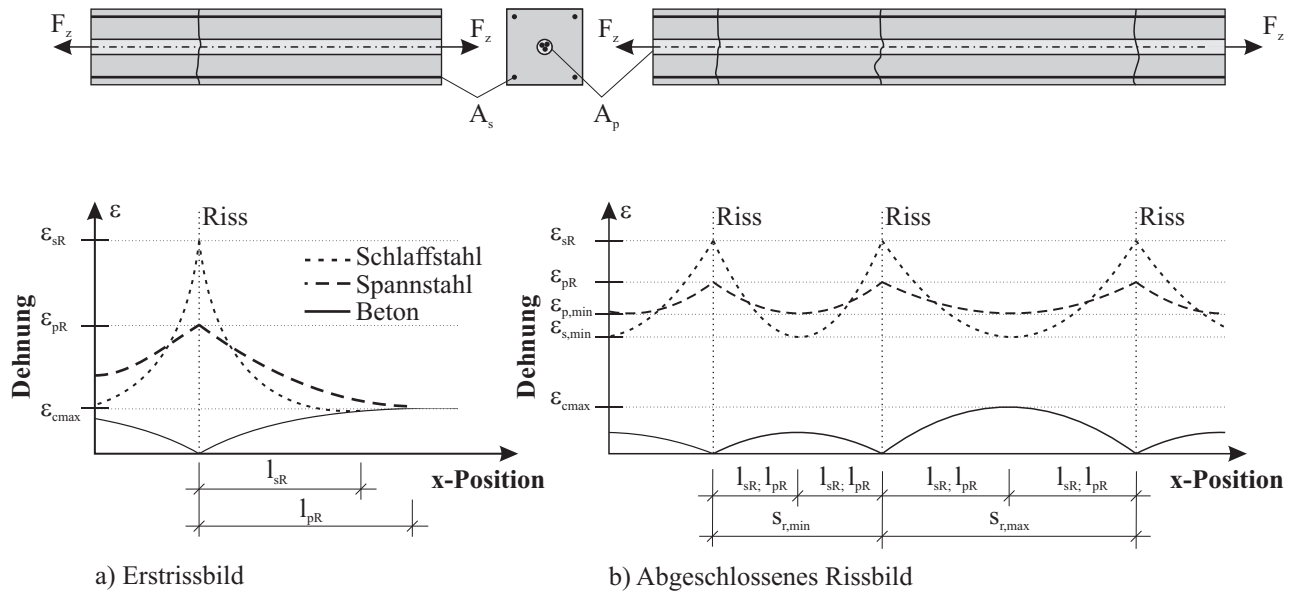 F_z F_z F_z F_z
A_s A_p
ε Riss
ε_sR
Schlaffstahl
Spannstahl
Beton
ε_pR
ε_cmax
Dehnung
x-Position
l_sR
l_pR
a) Erstrissbild
ε Riss Riss Riss
ε_sR
ε_pR
ε_p,min
ε_s,min
ε_cmax
Dehnung
x-Position
l_sR; l_pR l_sR; l_pR l_sR; l_pR l_sR; l_pR
s_r,min s_r,max
b) Abgeschlossenes Rissbild